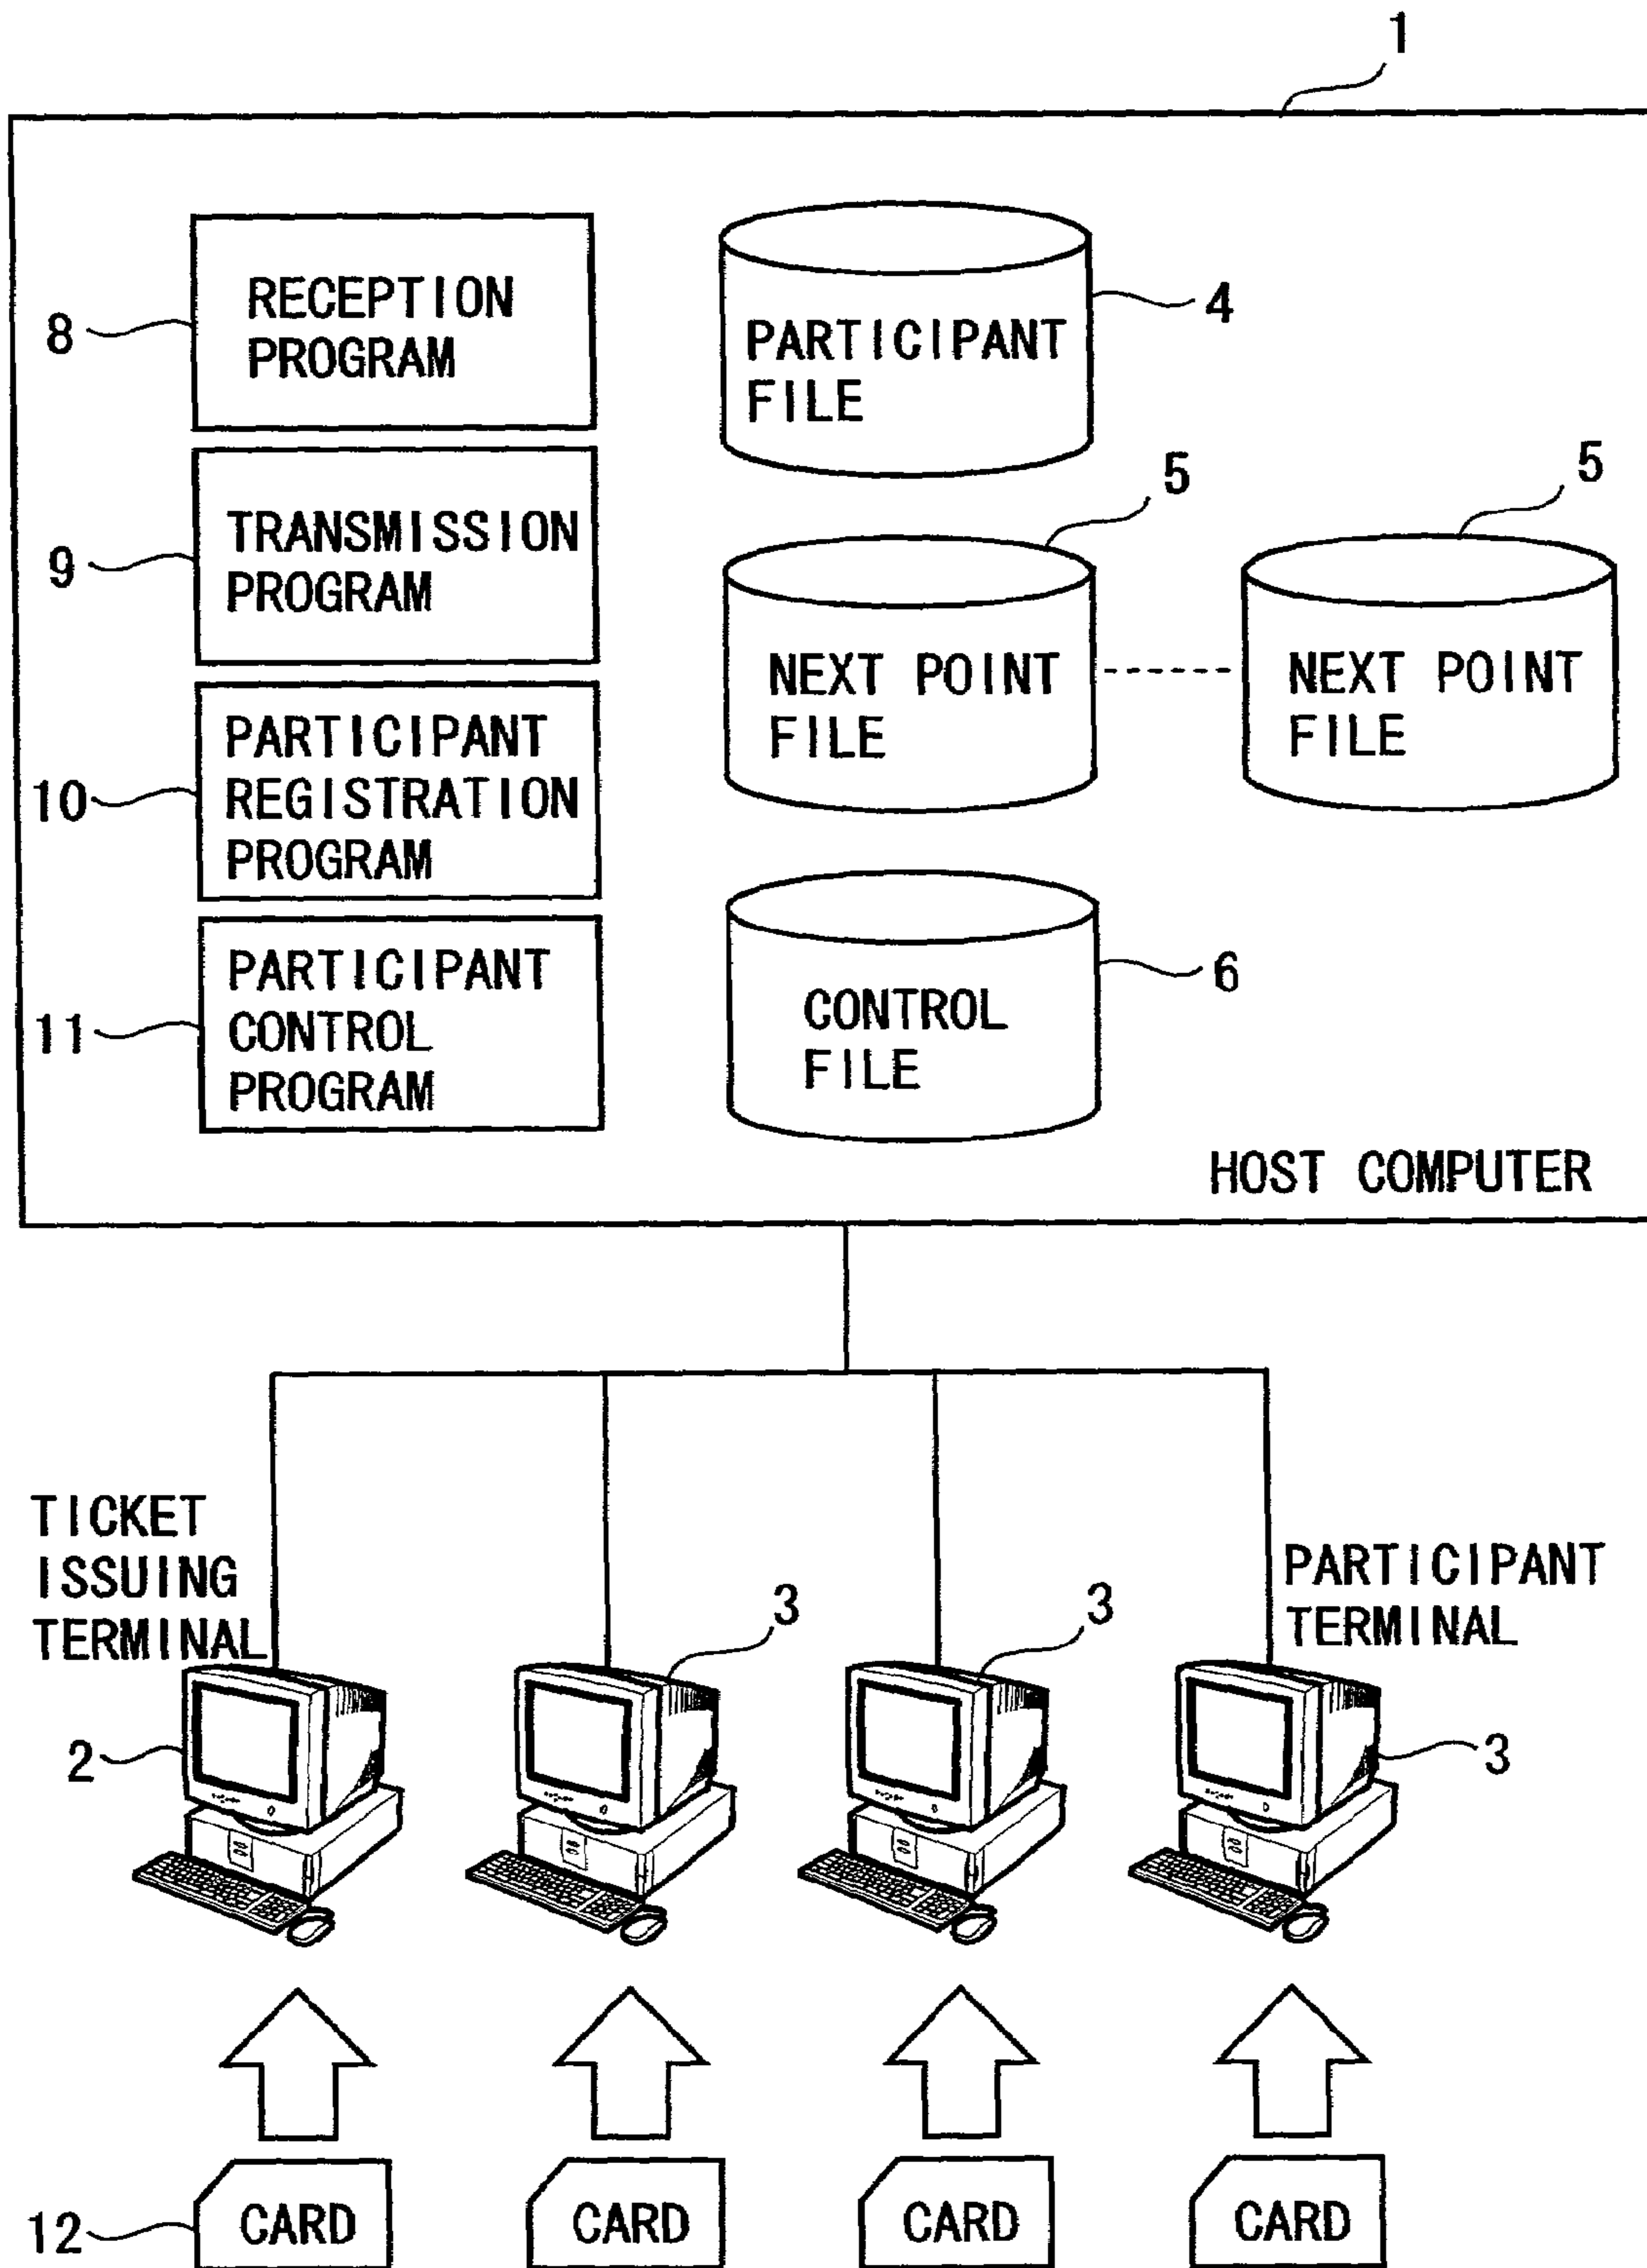 1
RECEPTION
PROGRAM
8
PARTICIPANT
FILE
4
TRANSMISSION
PROGRAM
9
5
5
NEXT POINT
FILE
NEXT POINT
FILE
PARTICIPANT
REGISTRATION
PROGRAM
10
PARTICIPANT
CONTROL
PROGRAM
11
CONTROL
FILE
6
HOST COMPUTER
TICKET
ISSUING
TERMINAL
2
3
3
PARTICIPANT
TERMINAL
3
12
CARD
CARD
CARD
CARD